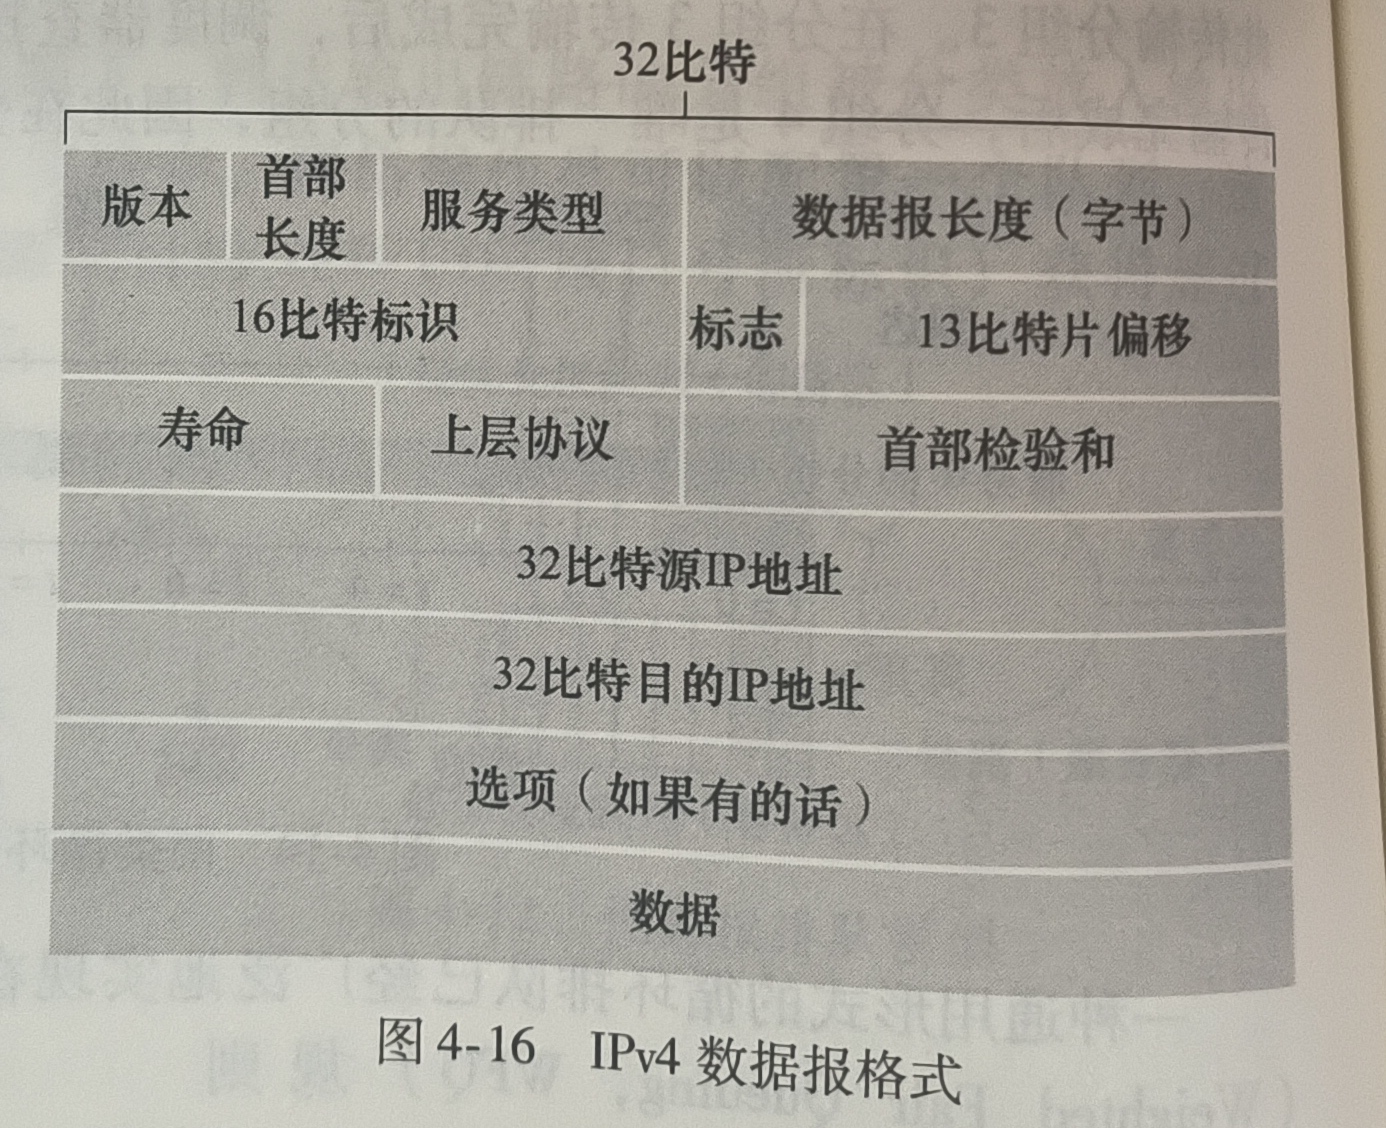 32比特
版本
首部
长度
服务类型
数据报长度（字节）
16比特标识
标志
13比特片偏移
寿命
上层协议
首部检验和
32比特源IP地址
32比特目的IP地址
选项（如果有的话）
数据
图 4-16 IPv4 数据报格式